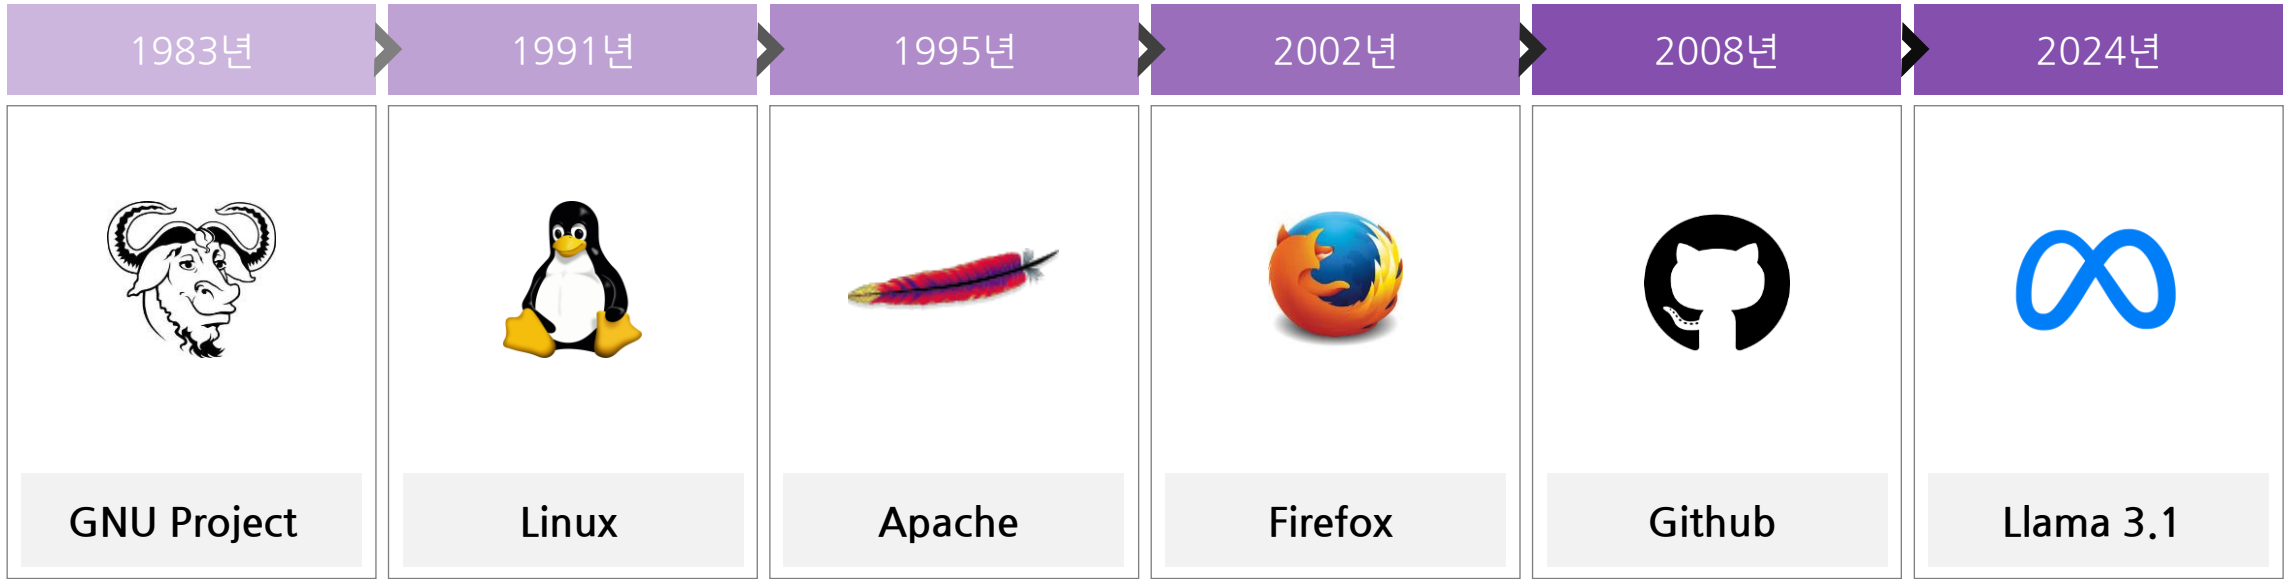 1983년
1991년
1995년
2002년
2008년
2024년
GNU Project
Linux
Apache
Firefox
Github
Llama 3.1